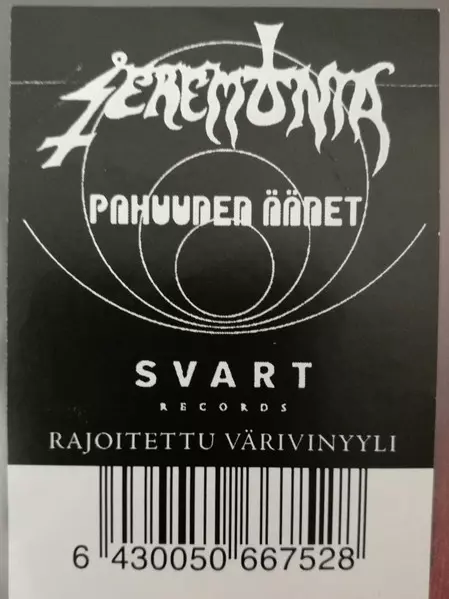 SEREMONIA
PAHUUDEN ÄÄNET
SVART
RECORDS
RAJOITETTU VÄRIVINYYLI
6 430050 667528